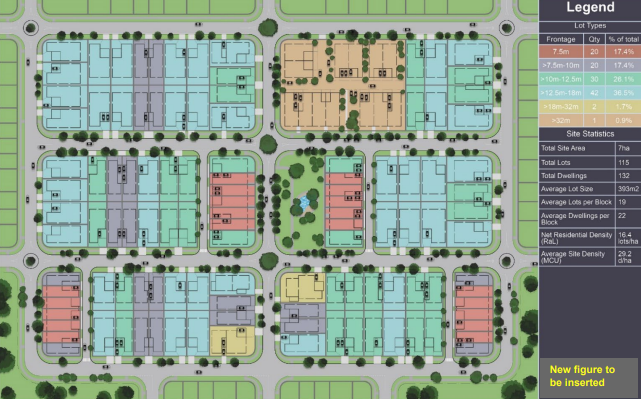 Legend
Lot Types
Frontage Qty % of total
7.5m 20 17.4%
>7.5m-10m 20 17.4%
>10m-12.5m 30 26.1%
>12.5m-18m 42 36.5%
>18m-32m 2 1.7%
>32m 1 0.9%
Site Statistics
Total Site Area 7ha
Total Lots 115
Total Dwellings 132
Average Lot Size 393m2
Average Lots per Block 19
Average Dwellings per
Block 22
Net Residential Density
(RaL) 16.4
lots/ha
Average Site Density
(MCU) 29.2
d/ha
New figure to
be inserted